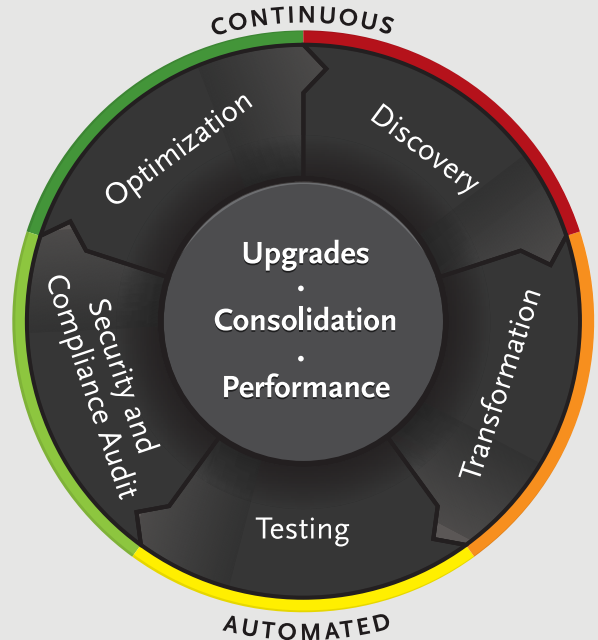 CONTINUOUS
Discovery
Transformation
Testing
Security and
Compliance Audit
Optimization
Upgrades
·
Consolidation
·
Performance
AUTOMATED